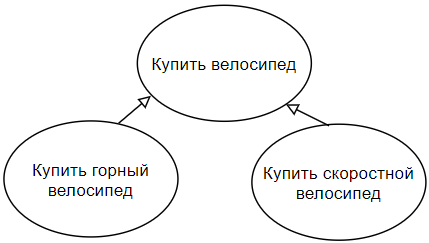 Купить велосипед
Купить горный
велосипед
Купить скоростной
велосипед